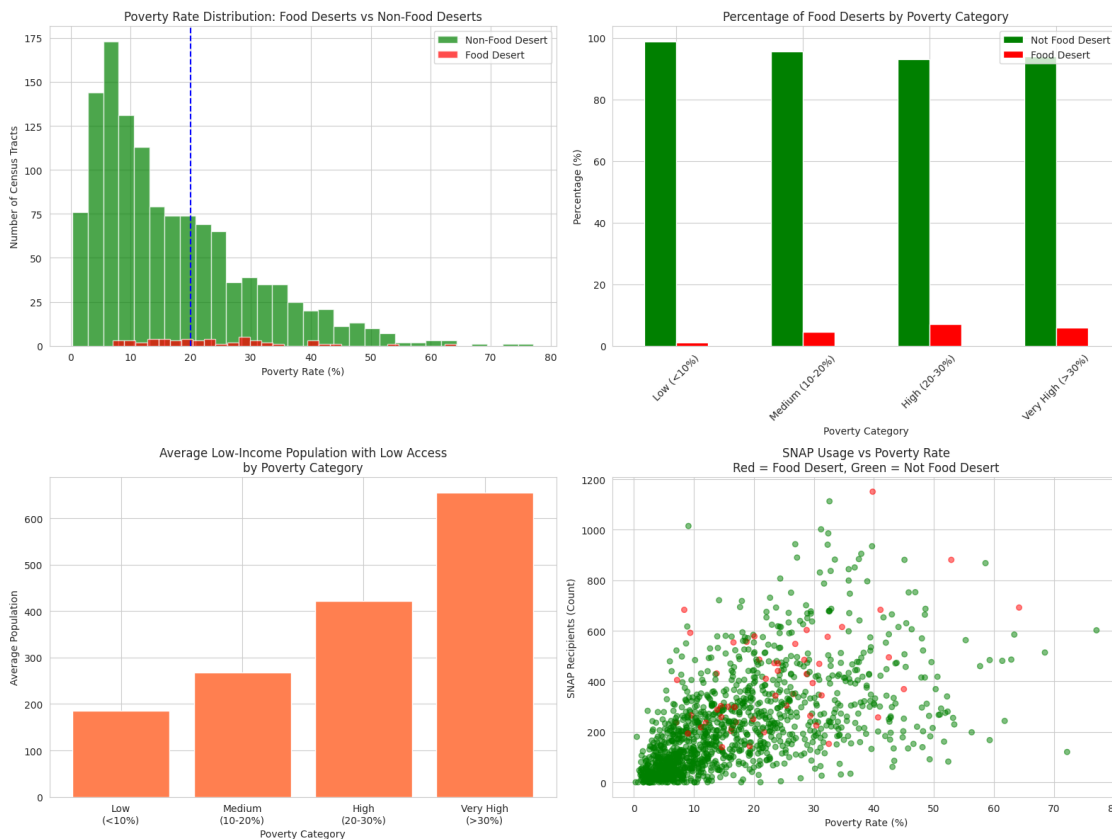 Poverty Rate Distribution: Food Deserts vs Non-Food Deserts
Non-Food Desert
Food Desert
Number of Census Tracts
175
150
125
100
75
50
25
0
0 10 20 30 40 50 60 70 80
Poverty Rate (%)
Percentage of Food Deserts by Poverty Category
Not Food Desert
Food Desert
Percentage (%)
100
80
60
40
20
0
Low (<10%)
Medium (10-20%)
High (20-30%)
Very High (>30%)
Poverty Category
Average Low-Income Population with Low Access
by Poverty Category
Average Population
600
500
400
300
200
100
0
Low
(<10%)
Medium
(10-20%)
High
(20-30%)
Very High
(>30%)
Poverty Category
SNAP Usage vs Poverty Rate
Red = Food Desert, Green = Not Food Desert
SNAP Recipients (Count)
1200
1000
800
600
400
200
0
0 10 20 30 40 50 60 70 80
Poverty Rate (%)